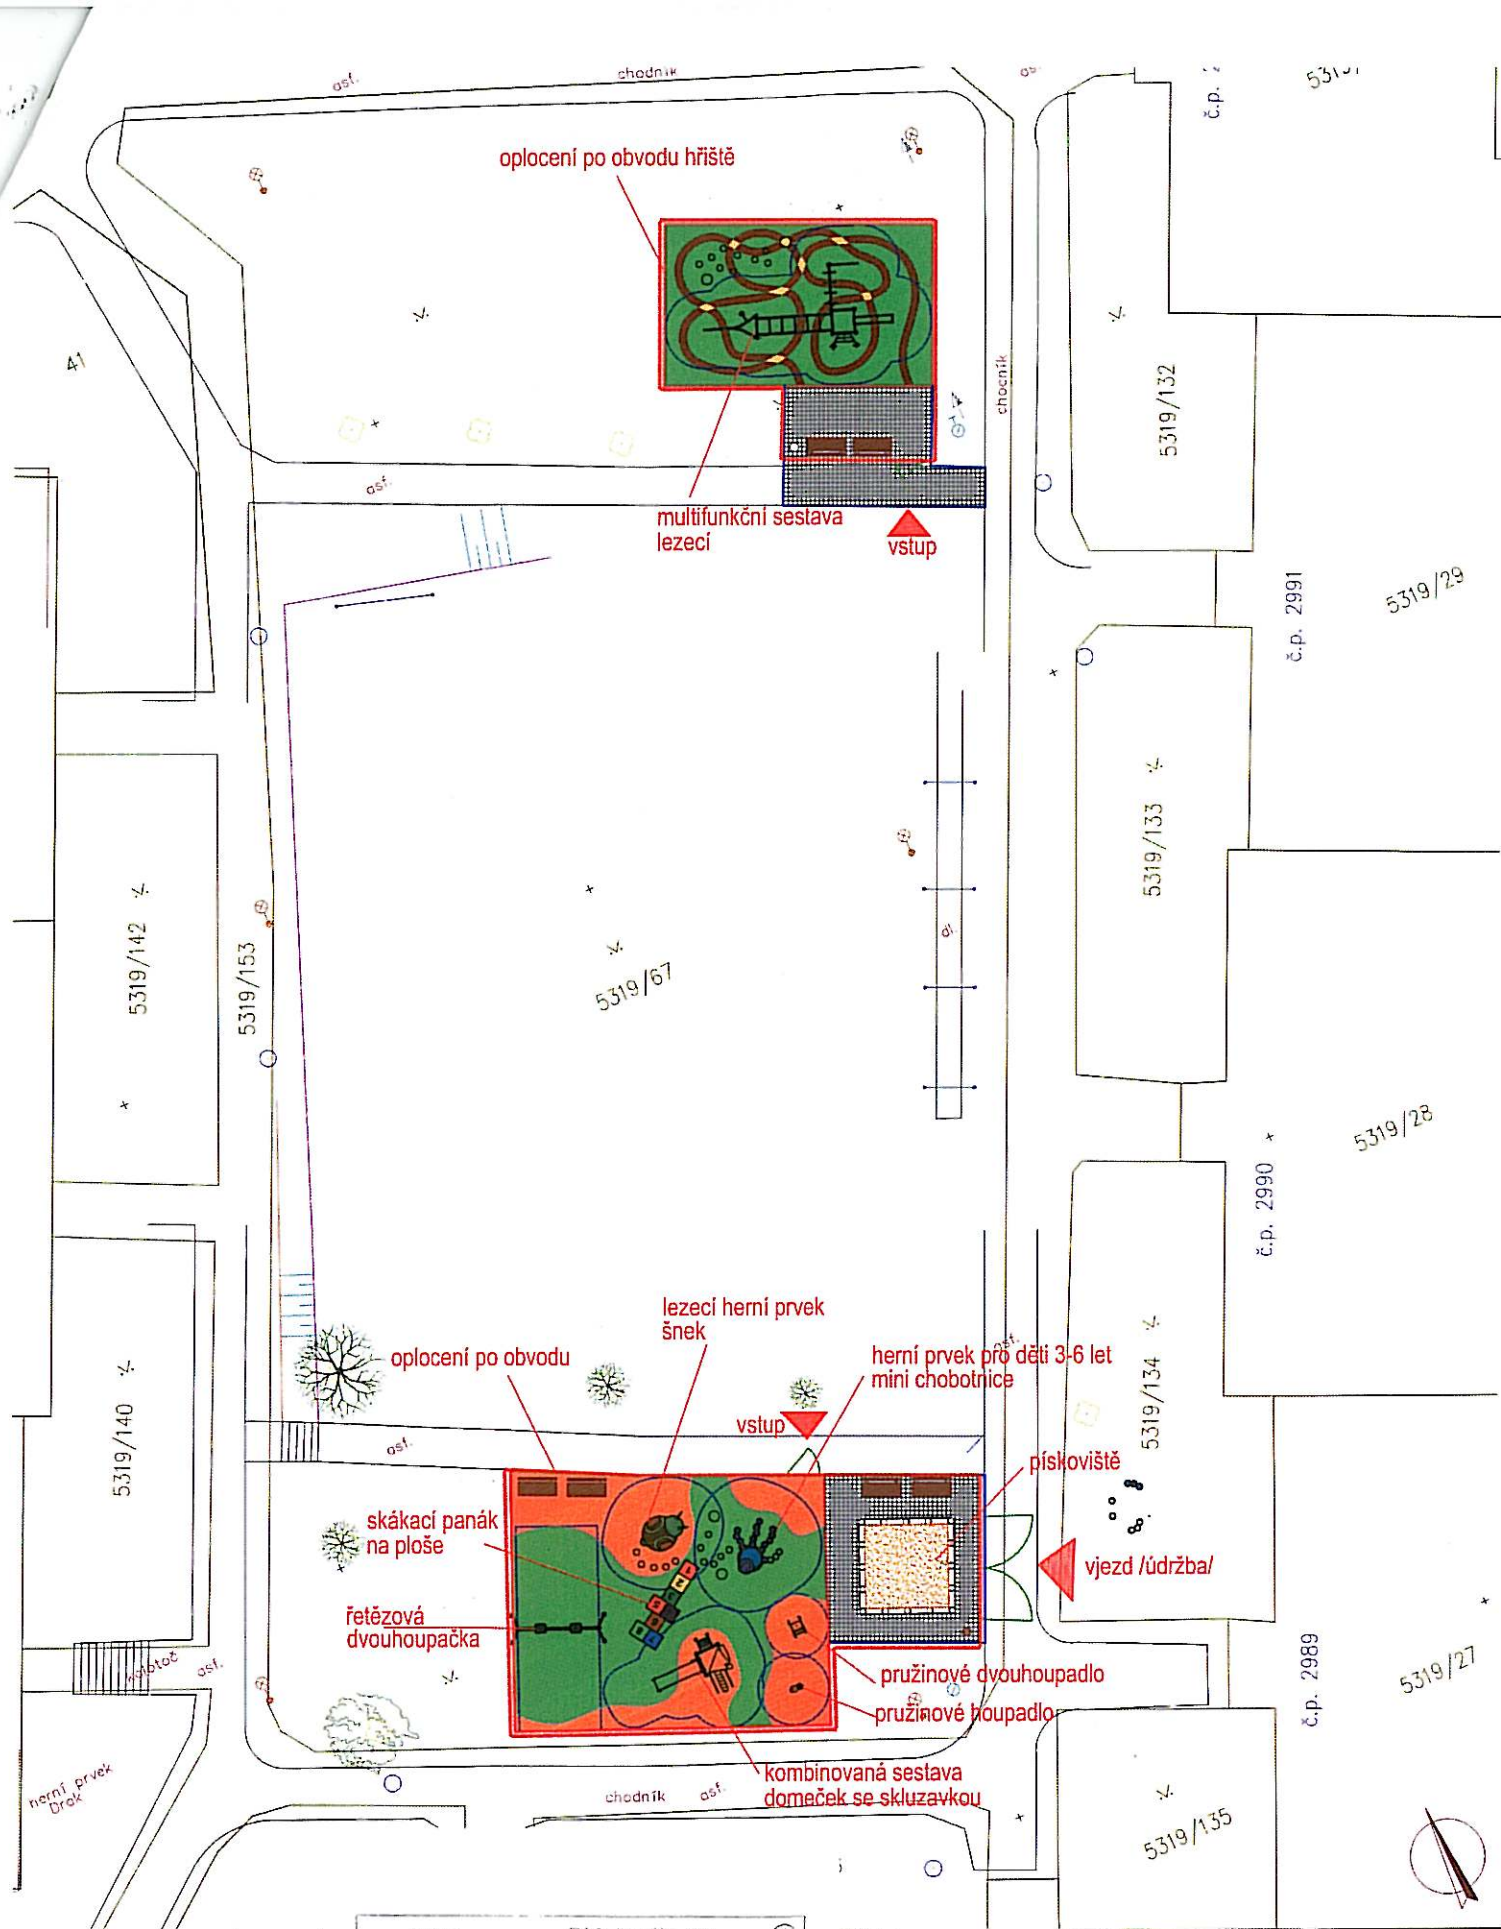 asf.
chodník
č.p.
oplocení po obvodu hřiště
41
chodník
5319/132
asf.
multifunkční sestava
lezecí
vstup
č.p. 2991
5319/29
5319/133
5319/142
5319/153
dl.
5319/67
5319/28
č.p. 2990
lezecí herní prvek
šnek
oplocení po obvodu
asf.
herní prvek pro děti 3-6 let
mini chobotnice
5319/134
5319/140
vstup
asf.
pískoviště
skákací panák
na ploše
vjezd /údržba/
řetězová
dvouhoupačka
kolotoč
asf.
pružinové dvouhoupadlo
pružinové houpadlo
č.p. 2989
5319/27
kombinovaná sestava
domeček se skluzavkou
herní prvek
Drak
chodník
asf.
5319/135